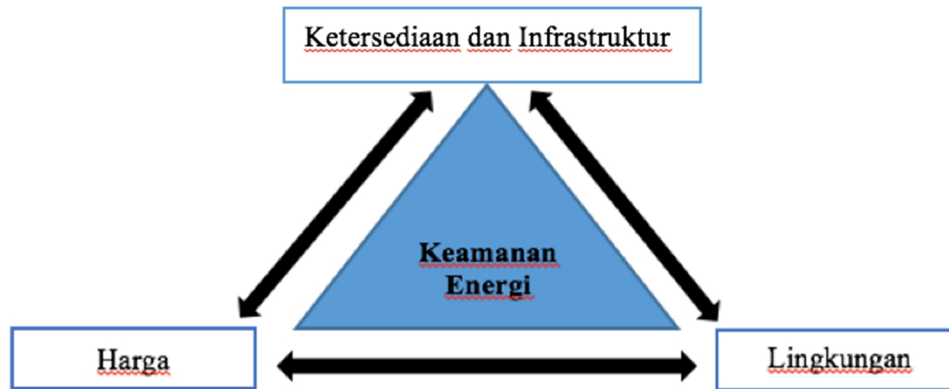 Ketersediaan dan Infrastruktur
Keamanan
Energi
Harga
Lingkungan